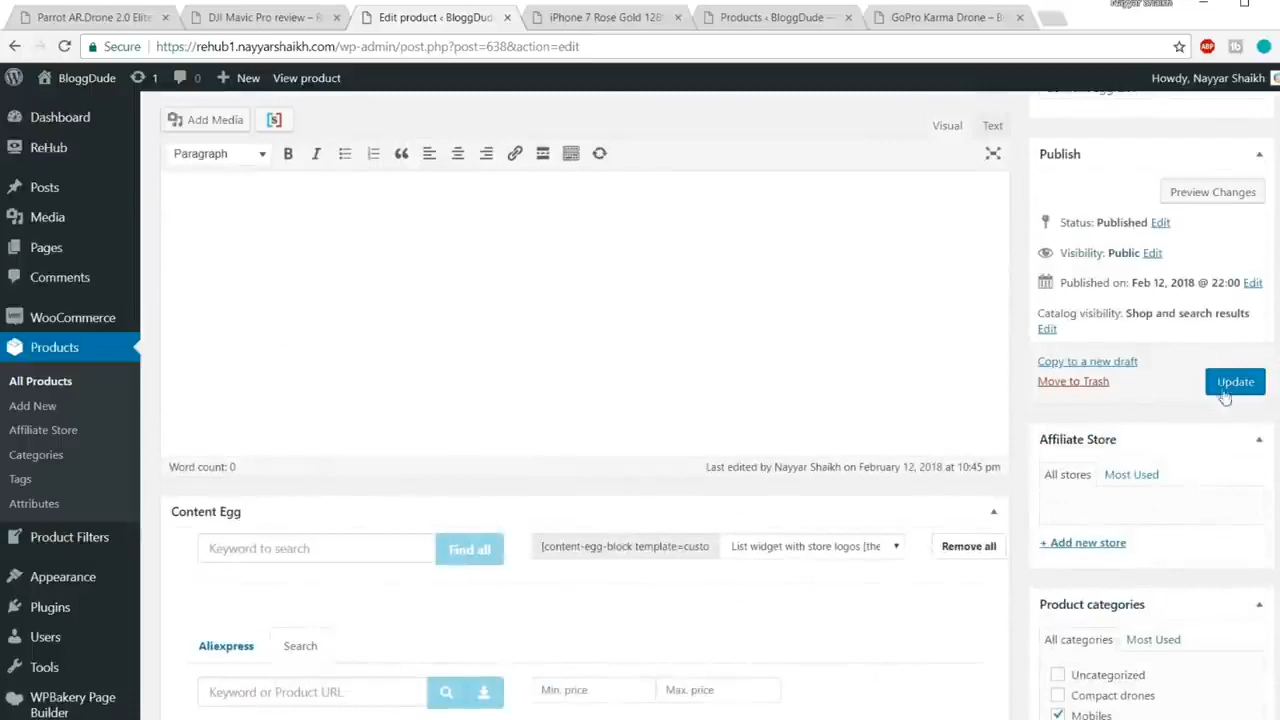 Parrot AR.Drone 2.0 Elite
DJI Mavic Pro review – R
Edit product ‹ BloggDud
iPhone 7 Rose Gold 128
Products ‹ BloggDude —
GoPro Karma Drone – B
Nayyar Shaikh
Secure
https://rehub1.nayyarshaikh.com/wp-admin/post.php?post=638&action=edit
ABP
BloggDude
1
0
New
View product
Howdy, Nayyar Shaikh
Dashboard
ReHub
Posts
Media
Pages
Comments
WooCommerce
Products
All Products
Add New
Affiliate Store
Categories
Tags
Attributes
Product Filters
Appearance
Plugins
Users
Tools
WPBakery Page
Builder
Add Media
[s]
Visual
Text
Paragraph
Word count: 0
Last edited by Nayyar Shaikh on February 12, 2018 at 10:45 pm
Content Egg
Keyword to search
Find all
[content-egg-block template=custo
List widget with store logos [the
Remove all
Aliexpress
Search
Keyword or Product URL
Min. price
Max. price
Publish
Preview Changes
Status: Published Edit
Visibility: Public Edit
Published on: Feb 12, 2018 @ 22:00 Edit
Catalog visibility: Shop and search results
Edit
Copy to a new draft
Move to Trash
Update
Affiliate Store
All stores
Most Used
+ Add new store
Product categories
All categories
Most Used
Uncategorized
Compact drones
Mobiles